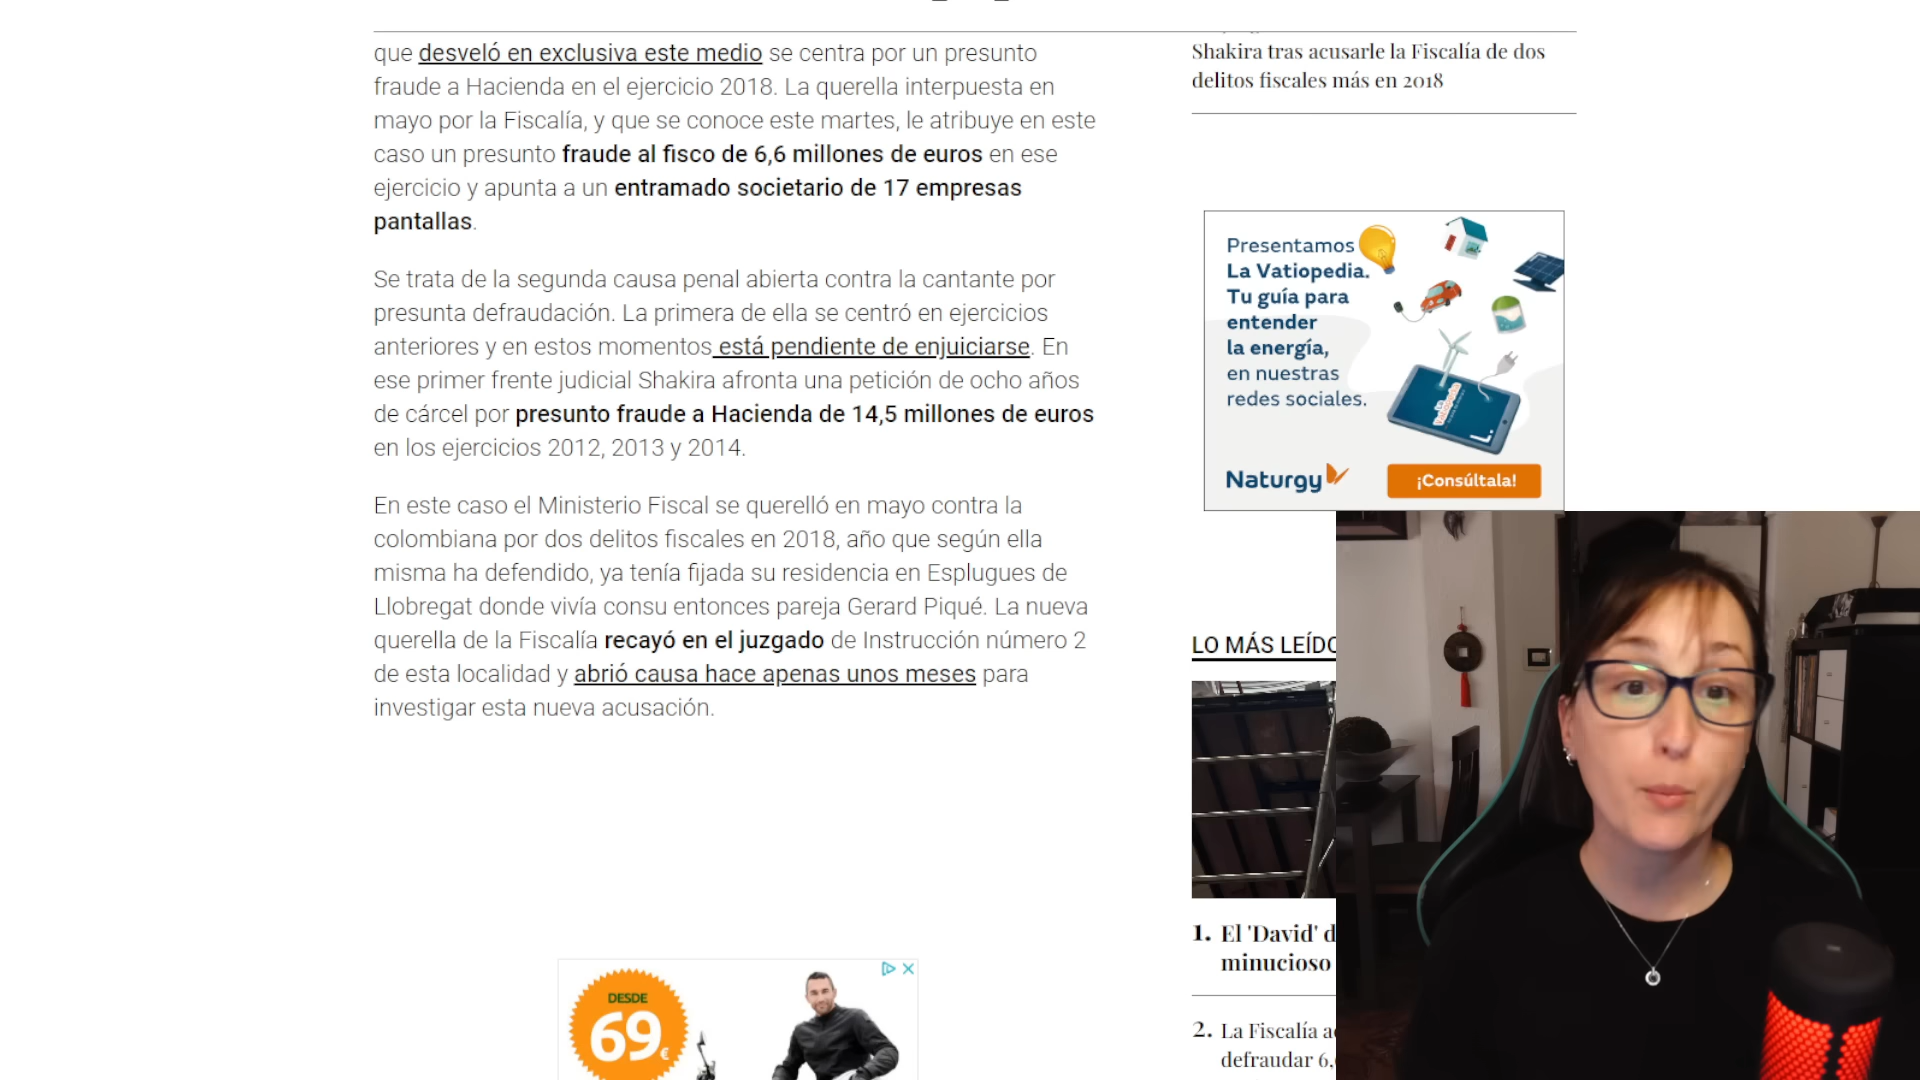 que desveló en exclusiva este medio se centra por un presunto
fraude a Hacienda en el ejercicio 2018. La querella interpuesta en
mayo por la Fiscalía, y que se conoce este martes, le atribuye en este
caso un presunto fraude al fisco de 6,6 millones de euros en ese
ejercicio y apunta a un entramado societario de 17 empresas
pantallas.
Se trata de la segunda causa penal abierta contra la cantante por
presunta defraudación. La primera de ella se centró en ejercicios
anteriores y en estos momentos está pendiente de enjuiciarse. En
ese primer frente judicial Shakira afronta una petición de ocho años
de cárcel por presunto fraude a Hacienda de 14,5 millones de euros
en los ejercicios 2012, 2013 y 2014.
En este caso el Ministerio Fiscal se querelló en mayo contra la
colombiana por dos delitos fiscales en 2018, año que según ella
misma ha defendido, ya tenía fijada su residencia en Esplugues de
Llobregat donde vivía consu entonces pareja Gerard Piqué. La nueva
querella de la Fiscalía recayó en el juzgado de Instrucción número 2
de esta localidad y abrió causa hace apenas unos meses para
investigar esta nueva acusación.
DESDE
69€
Shakira tras acusarle la Fiscalía de dos
delitos fiscales más en 2018
Presentamos
La Vatiopedia.
Tu guía para
entender
la energía,
en nuestras
redes sociales.
Naturgy
¡Consúltala!
LO MÁS LEÍDO
1. El 'David' d
minucioso
2. La Fiscalía a
defraudar 6,